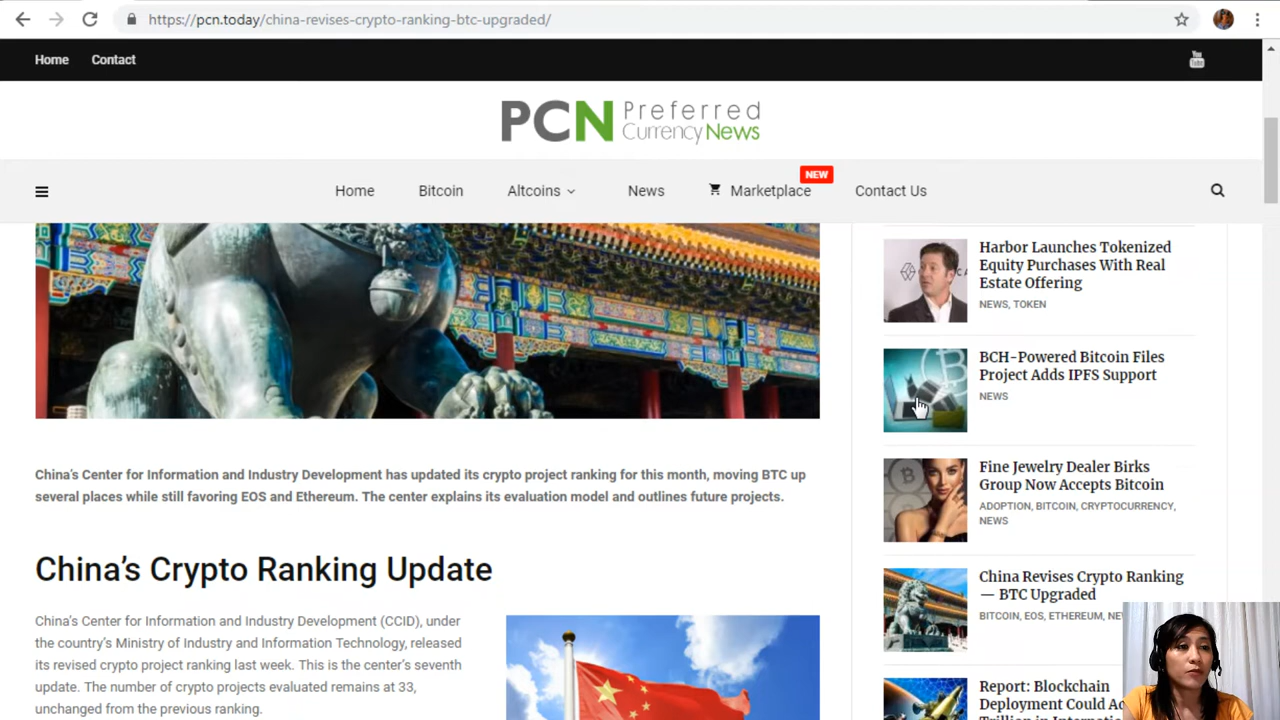 https://pcn.today/china-revises-crypto-ranking-btc-upgraded/
Home Contact
You Tube
PCN Preferred Currency News
NEW
Home Bitcoin Altcoins News Marketplace Contact Us
Harbor Launches Tokenized
Equity Purchases With Real
Estate Offering
NEWS, TOKEN
BCH-Powered Bitcoin Files
Project Adds IPFS Support
NEWS
Fine Jewelry Dealer Birks
Group Now Accepts Bitcoin
ADOPTION, BITCOIN, CRYPTOCURRENCY,
NEWS
China Revises Crypto Ranking
— BTC Upgraded
BITCOIN, EOS, ETHEREUM,
Report: Blockchain
Deployment Could
China's Center for Information and Industry Development has updated its crypto project ranking for this month, moving BTC up
several places while still favoring EOS and Ethereum. The center explains its evaluation model and outlines future projects.
China's Crypto Ranking Update
China's Center for Information and Industry Development (CCID), under
the country's Ministry of Industry and Information Technology, released
its revised crypto project ranking last week. This is the center's seventh
update. The number of crypto projects evaluated remains at 33,
unchanged from the previous ranking.